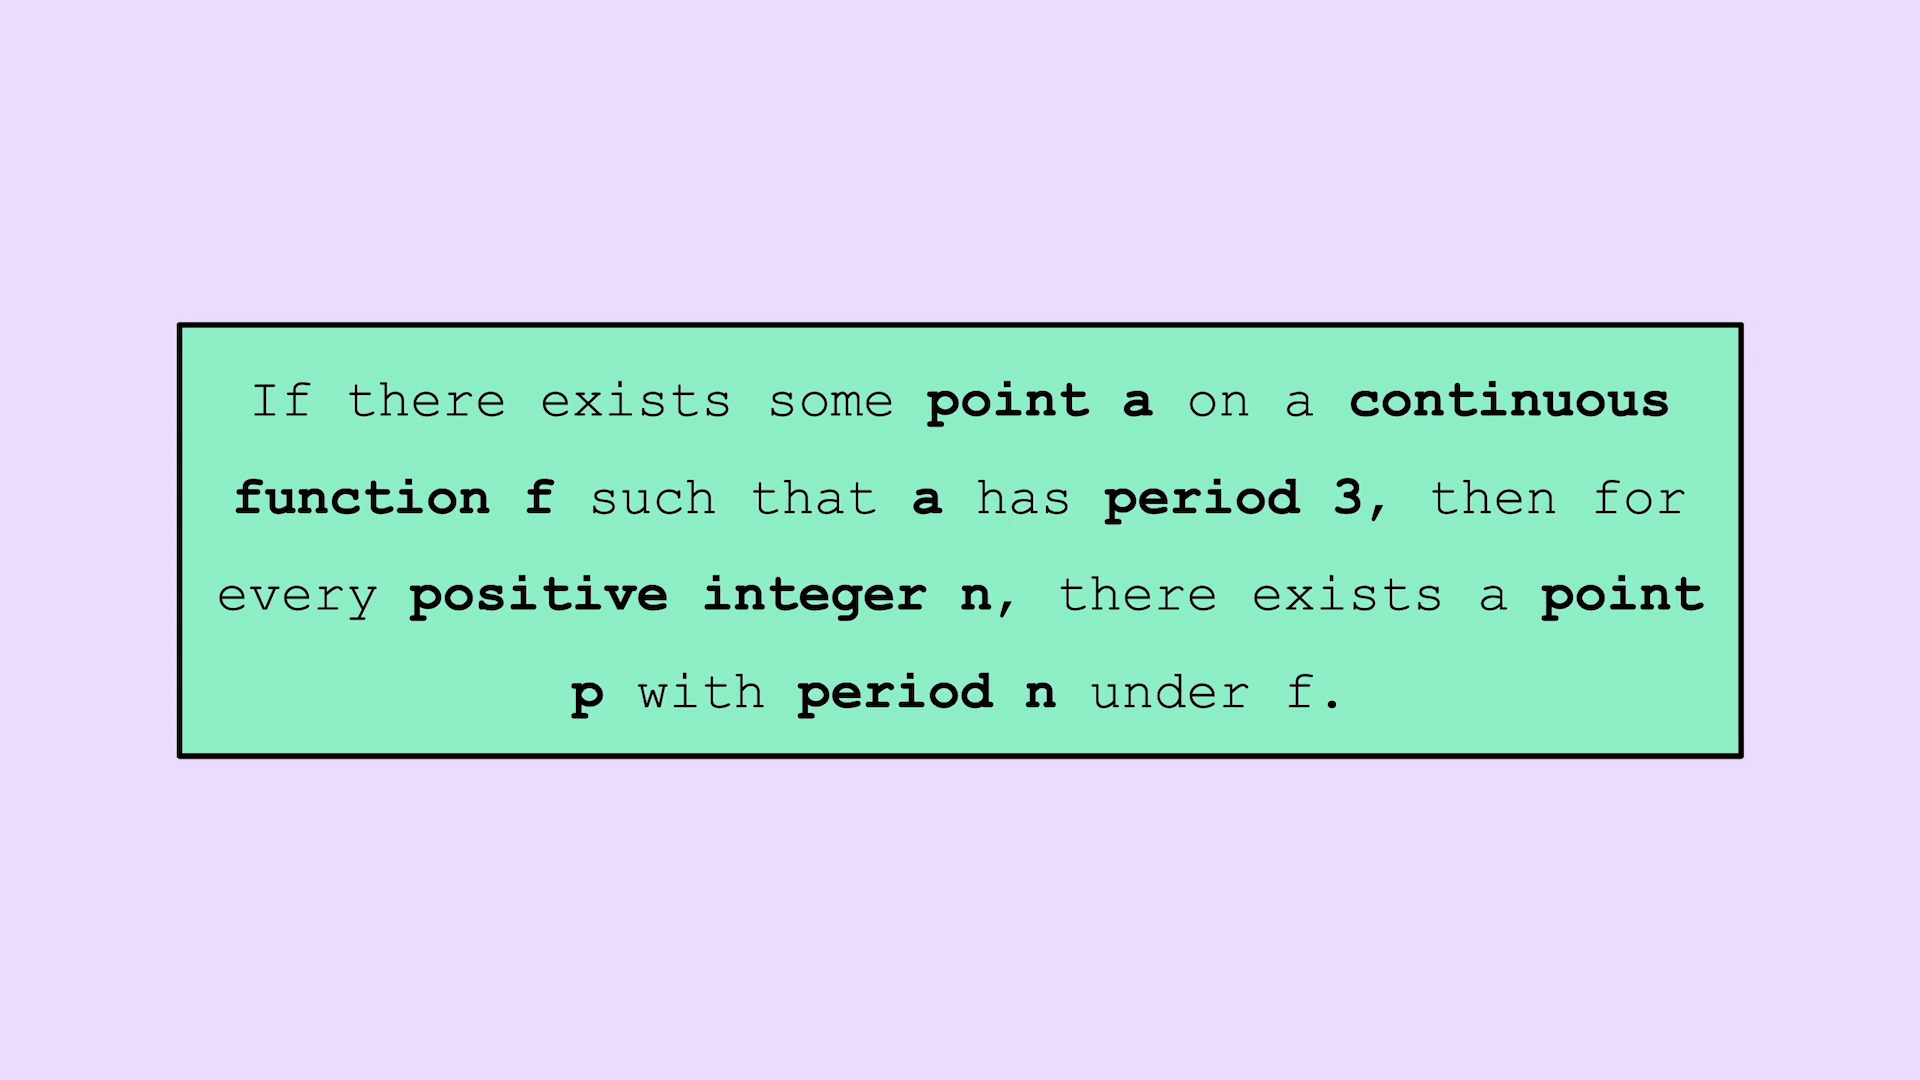 If there exists some point a on a continuous
function f such that a has period 3, then for
every positive integer n, there exists a point
p with period n under f.